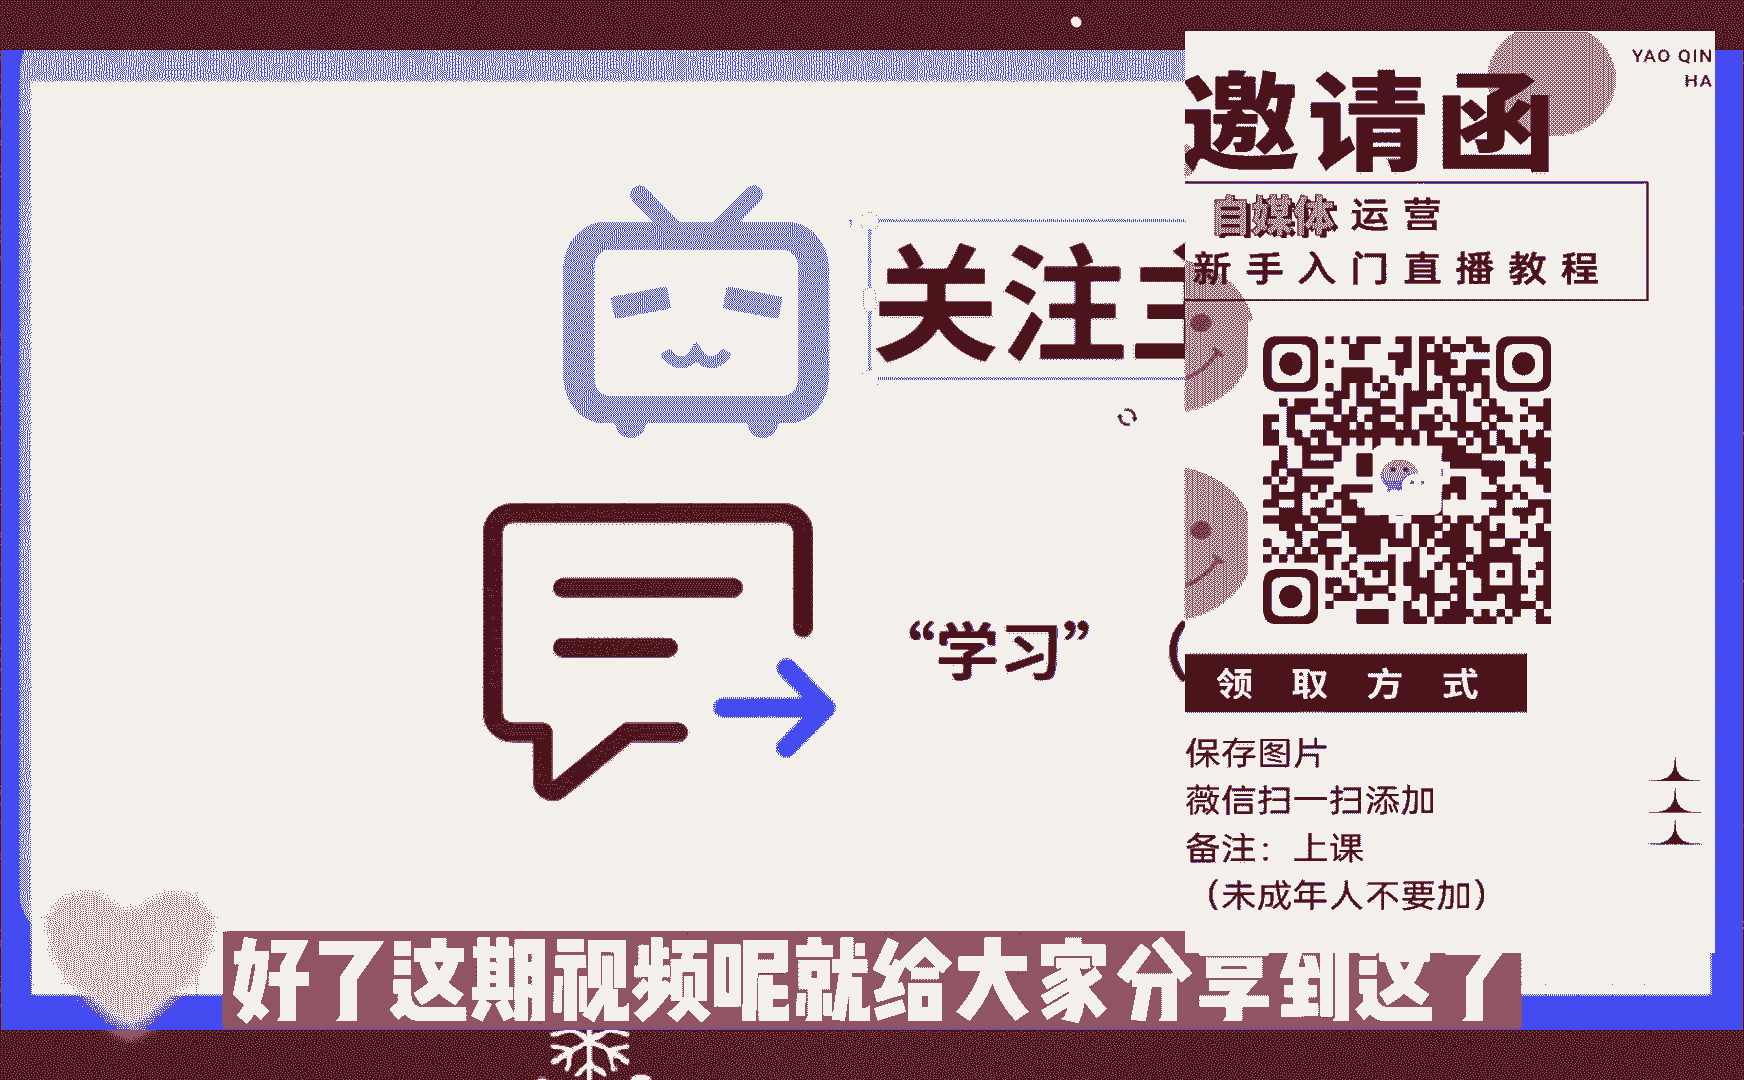 YAO QIN
HA
邀请函
自媒体运营
新手入门直播教程
关注主
“学习” （
领取方式
保存图片
薇信扫一扫添加
备注：上课
（未成年人不要加）
好了这期视频呢就给大家分享到这了